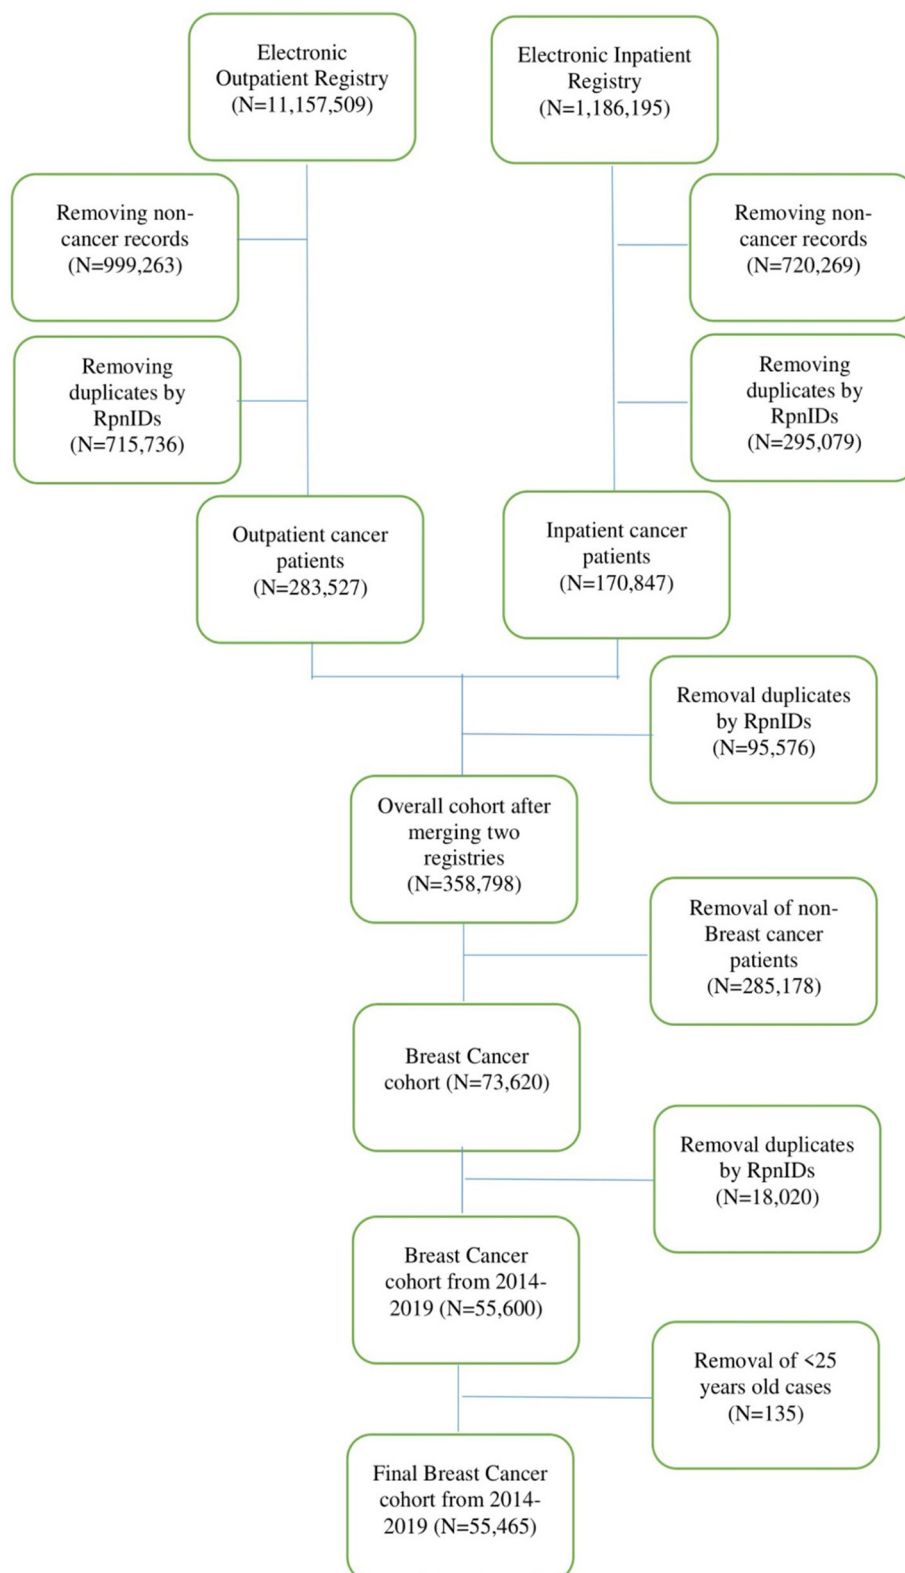 Electronic
Outpatient Registry
(N=11,157,509)
Electronic Inpatient
Registry
(N=1,186,195)
Removing non-
cancer records
(N=999,263)
Removing non-
cancer records
(N=720,269)
Removing
duplicates by
RpnIDs
(N=715,736)
Removing
duplicates by
RpnIDs
(N=295,079)
Outpatient cancer
patients
(N=283,527)
Inpatient cancer
patients
(N=170,847)
Removal duplicates
by RpnIDs
(N=95,576)
Overall cohort after
merging two
registries
(N=358,798)
Removal of non-
Breast cancer
patients
(N=285,178)
Breast Cancer
cohort (N=73,620)
Removal duplicates
by RpnIDs
(N=18,020)
Breast Cancer
cohort from 2014-
2019 (N=55,600)
Removal of <25
years old cases
(N=135)
Final Breast Cancer
cohort from 2014-
2019 (N=55,465)